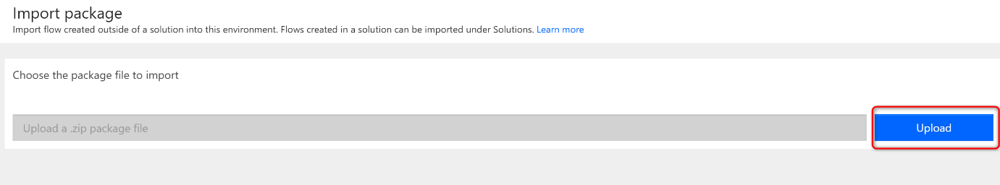 Import package
Import flow created outside of a solution into this environment. Flows created in a solution can be imported under Solutions. Learn more
Choose the package file to import
Upload a .zip package file
Upload